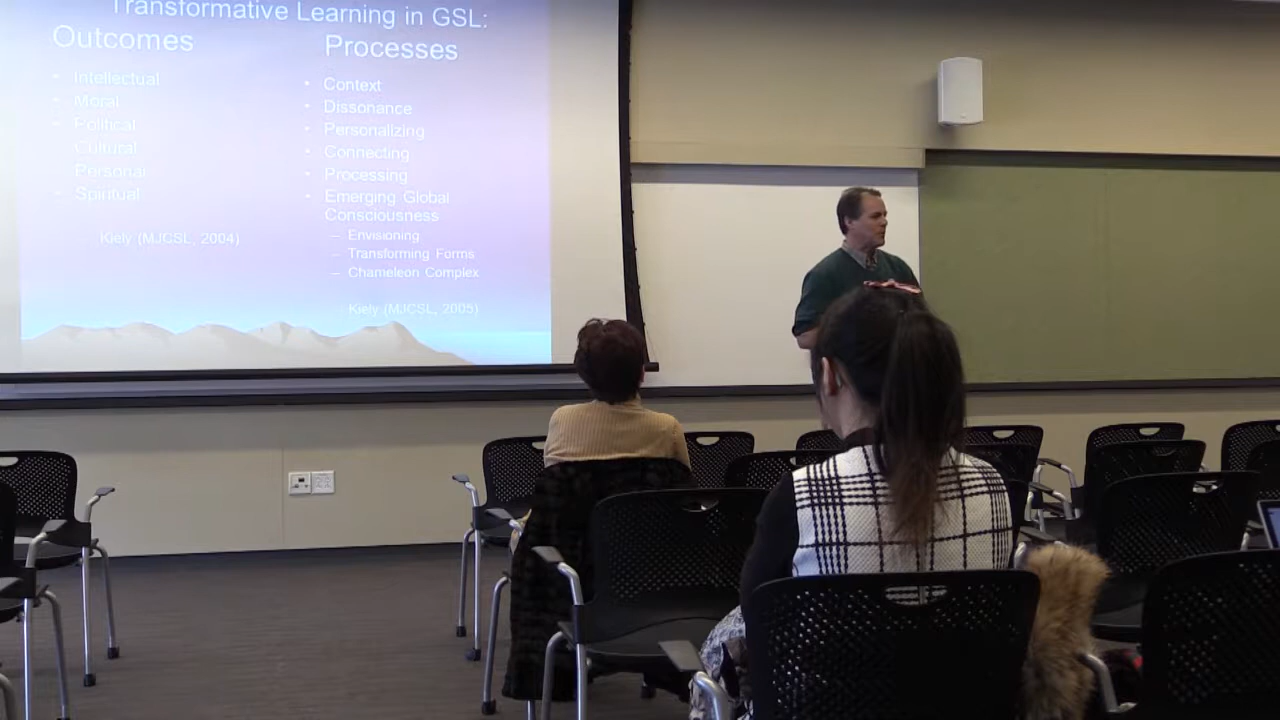 Transformative Learning in GSL:
Outcomes
Intellectual
Moral
Political
Cultural
Personal
Spiritual
Kiely (MJCSL, 2004)
Processes
Context
Dissonance
Personalizing
Connecting
Processing
Emerging Global
Consciousness
– Envisioning
– Transforming Forms
– Chameleon Complex
Kiely (MJCSL, 2005)